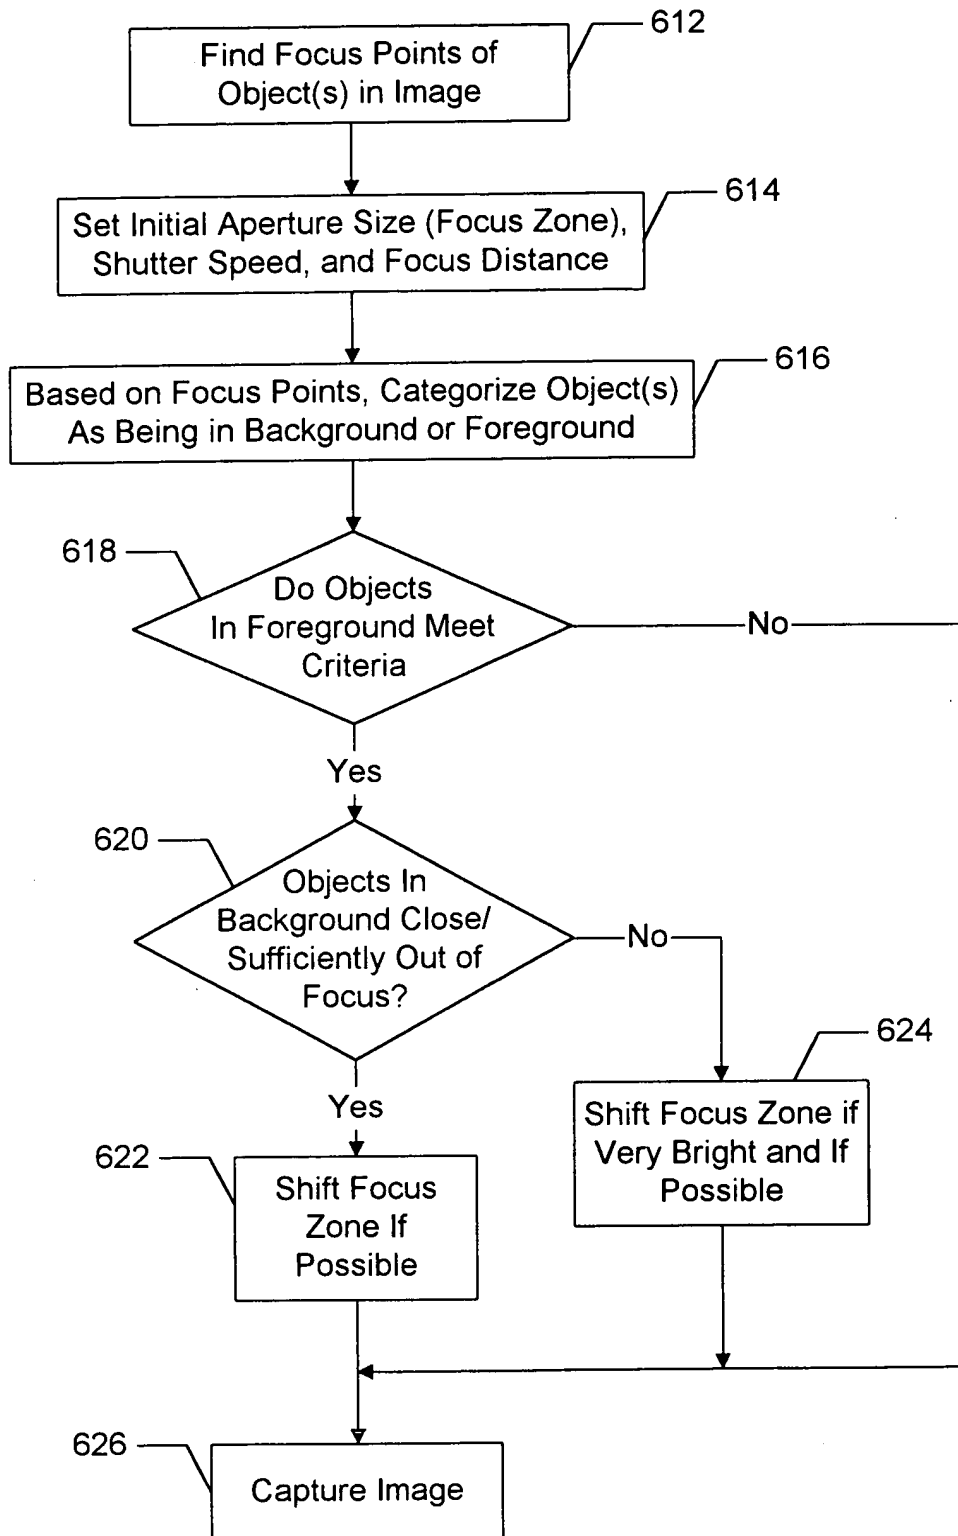 612
Find Focus Points of
Object(s) in Image
614
Set Initial Aperture Size (Focus Zone),
Shutter Speed, and Focus Distance
616
Based on Focus Points, Categorize Object(s)
As Being in Background or Foreground
618
Do Objects
In Foreground Meet
Criteria
No
Yes
620
Objects In
Background Close/
Sufficiently Out of
Focus?
No
Yes
624
Shift Focus Zone if
Very Bright and If
Possible
622
Shift Focus
Zone If
Possible
626
Capture Image